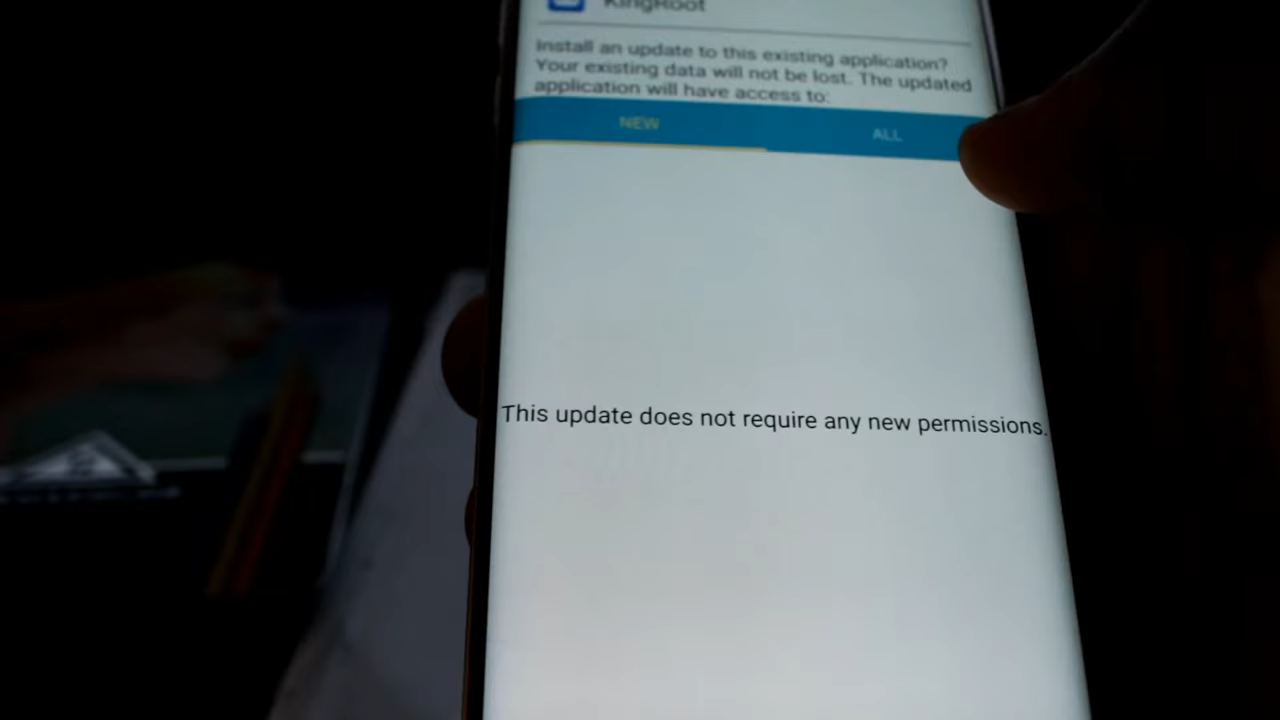 KingRoot
Install an update to this existing application?
Your existing data will not be lost. The updated
application will have access to:
NEW
ALL
This update does not require any new permissions.